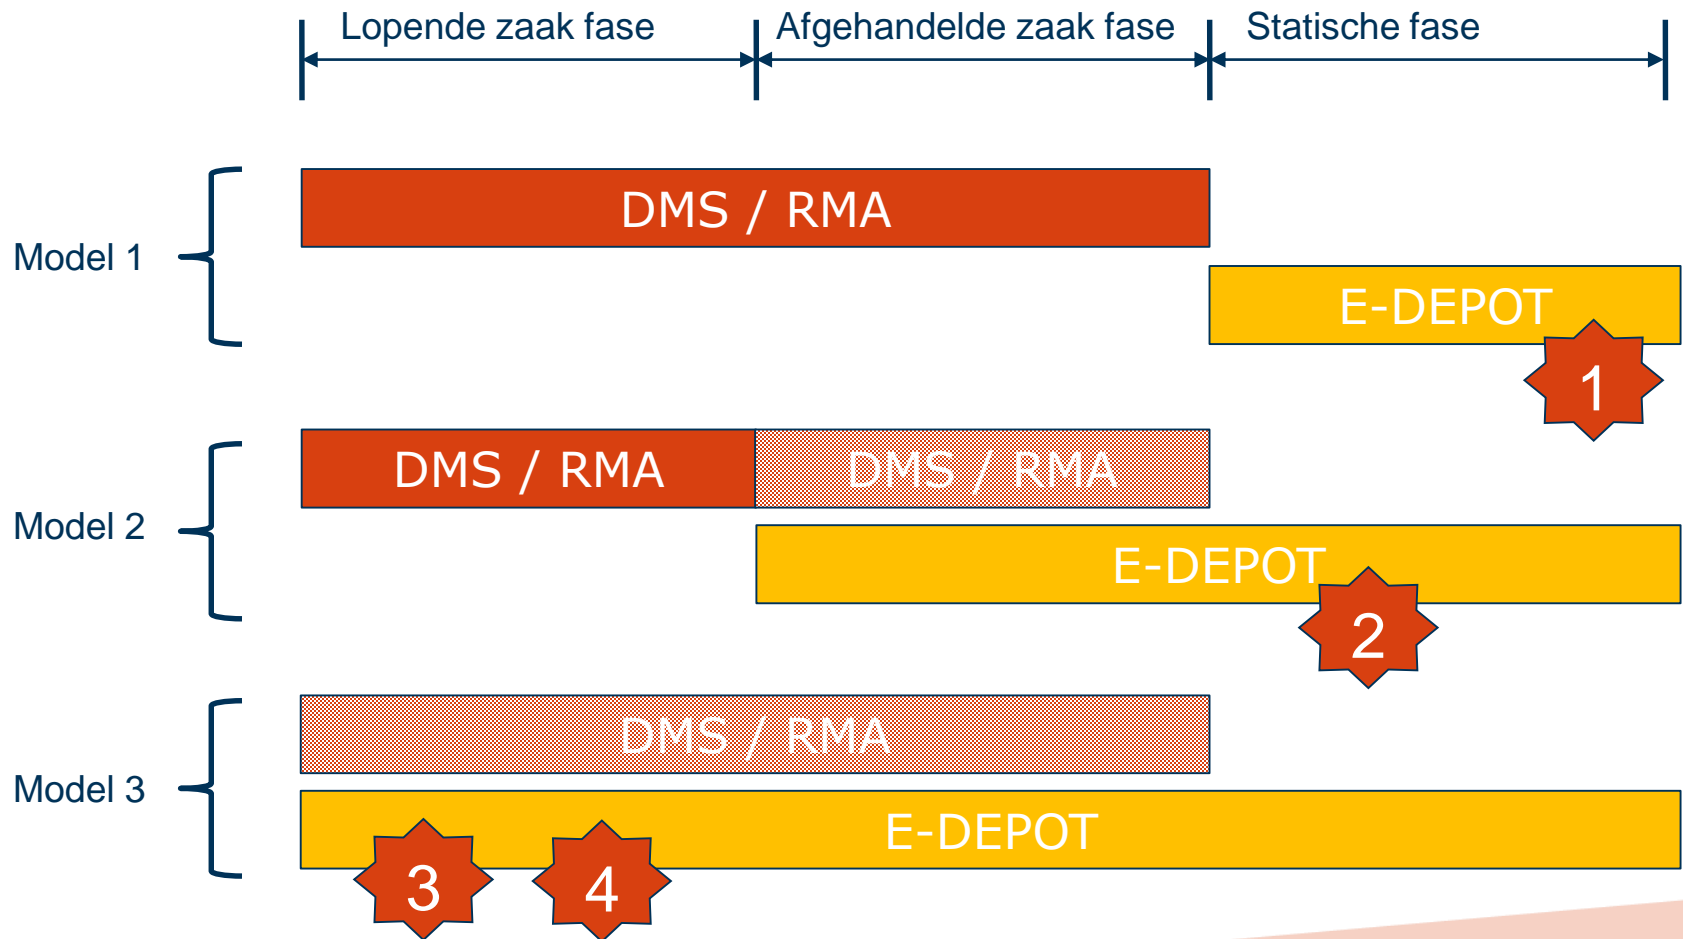 Lopende zaak fase
Afgehandelde zaak fase
Statische fase
Model 1
DMS / RMA
E-DEPOT
1
Model 2
DMS / RMA
DMS / RMA
E-DEPOT
2
Model 3
DMS / RMA
E-DEPOT
3
4